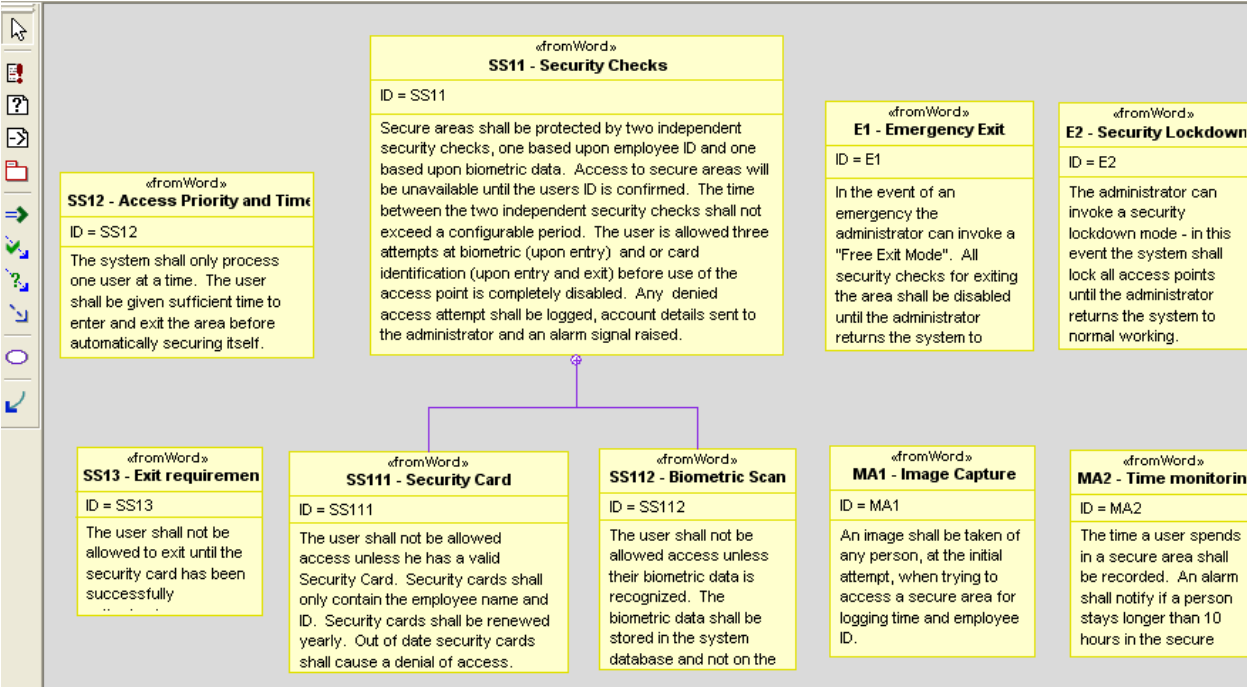 «fromWord»
SS11 - Security Checks
ID = SS11
Secure areas shall be protected by two independent
security checks, one based upon employee ID and one
based upon biometric data.  Access to secure areas will
be unavailable until the users ID is confirmed.  The time
between the two independent security checks shall not
exceed a configurable period.  The user is allowed three
attempts at biometric (upon entry)  and or card
identification (upon entry and exit) before use of the
access point is completely disabled.  Any  denied
access attempt shall be logged, account details sent to
the administrator and an alarm signal raised.
«fromWord»
E1 - Emergency Exit
ID = E1
In the event of an
emergency the
administrator can invoke a
"Free Exit Mode".  All
security checks for exiting
the area shall be disabled
until the administrator
returns the system to
«fromWord»
E2 - Security Lockdown
ID = E2
The administrator can
invoke a security
lockdown mode - in this
event the system shall
lock all access points
until the administrator
returns the system to
normal working.
«fromWord»
SS12 - Access Priority and Time
ID = SS12
The system shall only process
one user at a time.  The user
shall be given sufficient time to
enter and exit the area before
automatically securing itself.
«fromWord»
SS13 - Exit requiremen
ID = SS13
The user shall not be
allowed to exit until the
security card has been
successfully
«fromWord»
SS111 - Security Card
ID = SS111
The user shall not be allowed
access unless he has a valid
Security Card.  Security cards shall
only contain the employee name and
ID.  Security cards shall be renewed
yearly.  Out of date security cards
shall cause a denial of access.
«fromWord»
SS112 - Biometric Scan
ID = SS112
The user shall not be
allowed access unless
their biometric data is
recognized.  The
biometric data shall be
stored in the system
database and not on the
«fromWord»
MA1 - Image Capture
ID = MA1
An image shall be taken of
any person, at the initial
attempt, when trying to
access a secure area for
logging time and employee
ID.
«fromWord»
MA2 - Time monitorin
ID = MA2
The time a user spends
in a secure area shall
be recorded.  An alarm
shall notify if a person
stays longer than 10
hours in the secure